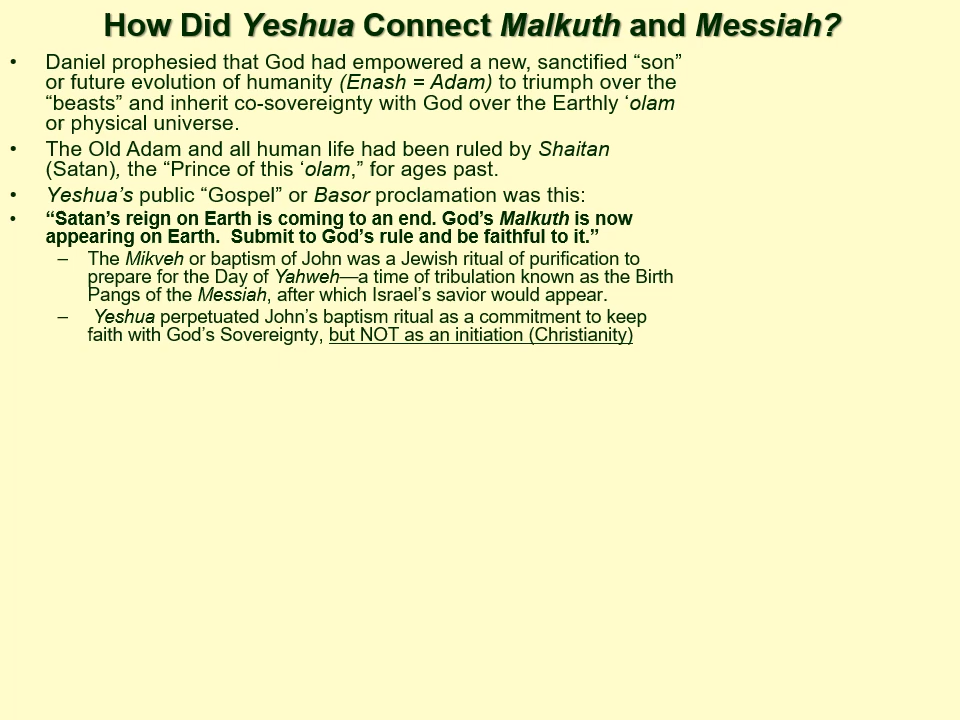 How Did Yeshua Connect Malkuth and Messiah?
• Daniel prophesied that God had empowered a new, sanctified “son”
or future evolution of humanity (Enash = Adam) to triumph over the
“beasts” and inherit co-sovereignty with God over the Earthly ‘olam
or physical universe.
• The Old Adam and all human life had been ruled by Shaitan
(Satan), the “Prince of this ‘olam,” for ages past.
• Yeshua’s public “Gospel” or Basor proclamation was this:
• “Satan’s reign on Earth is coming to an end. God’s Malkuth is now
appearing on Earth.  Submit to God’s rule and be faithful to it.”
– The Mikveh or baptism of John was a Jewish ritual of purification to
prepare for the Day of Yahweh—a time of tribulation known as the Birth
Pangs of the Messiah, after which Israel’s savior would appear.
– Yeshua perpetuated John’s baptism ritual as a commitment to keep
faith with God’s Sovereignty, but NOT as an initiation (Christianity)